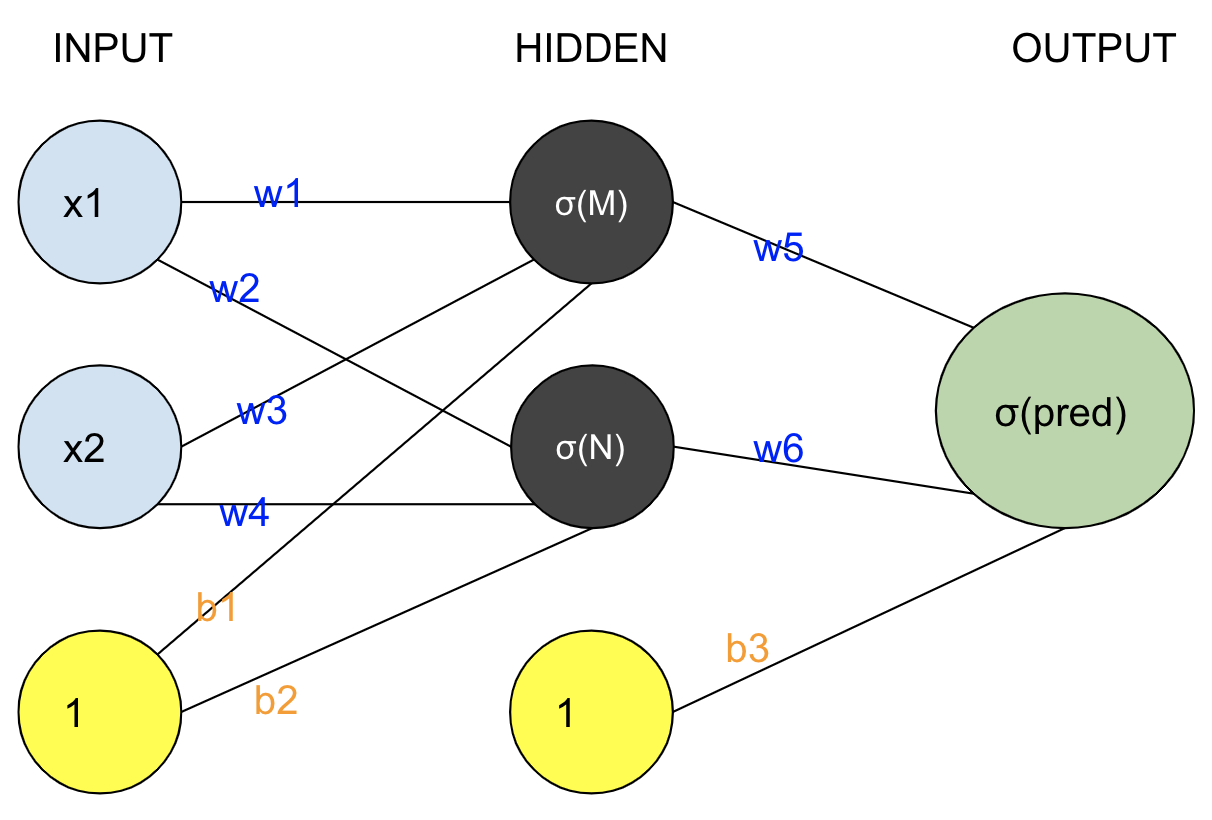 INPUT HIDDEN OUTPUT
x1 w1 σ(M)
w5
w2
w3
x2 w6 σ(N) σ(pred)
w4
b1
b3
1 b2 1